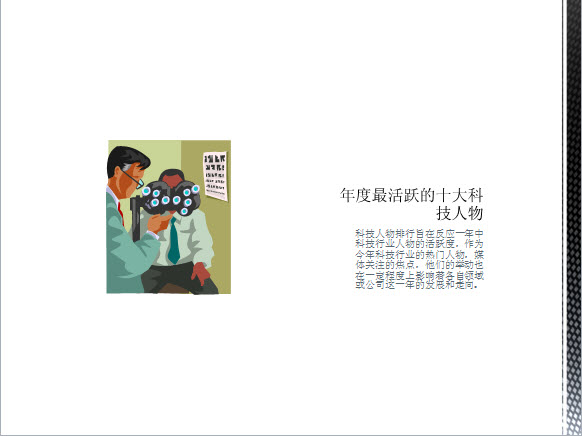 年度最活跃的十大科
技人物
科技人物排行旨在反应一年中
科技行业人物的活跃度，作为
今年科技行业的热门人物，媒
体关注的焦点，他们的举动也
在一定程度上影响着各自领域
或公司这一年的发展和走向。